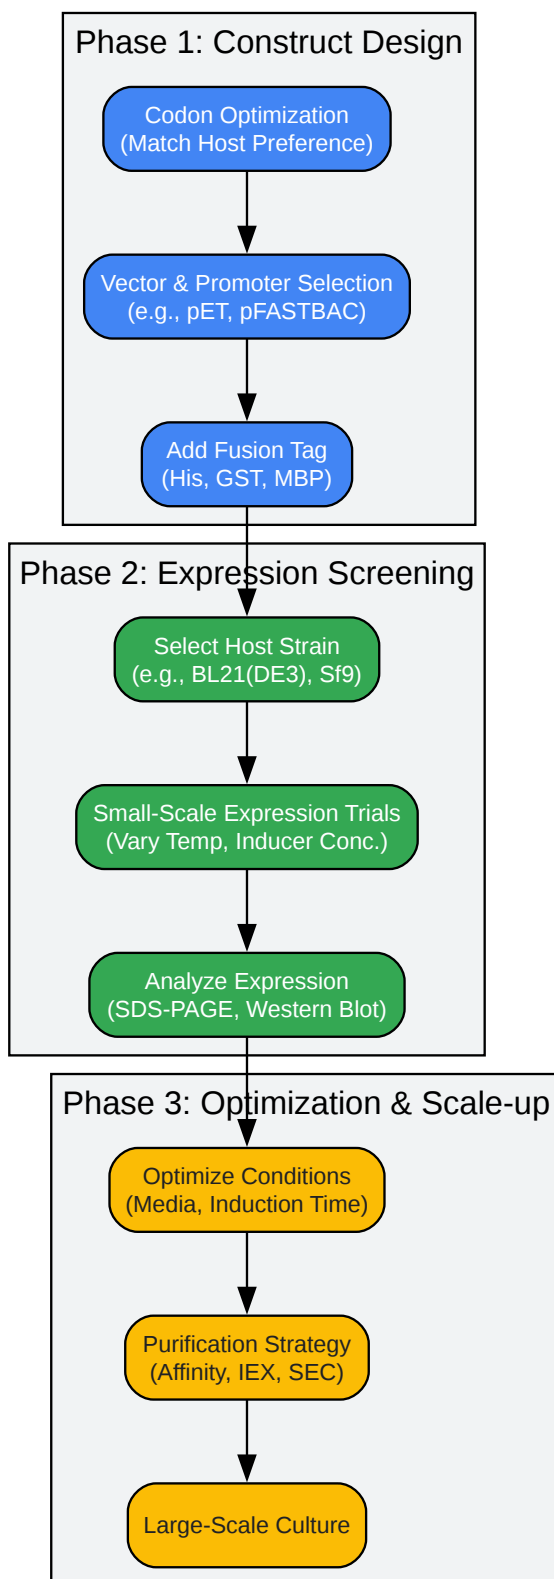 Phase 1: Construct Design
Codon Optimization
(Match Host Preference)
Vector & Promoter Selection
(e.g., pET, pFASTBAC)
Add Fusion Tag
(His, GST, MBP)
Phase 2: Expression Screening
Select Host Strain
(e.g., BL21(DE3), Sf9)
Small-Scale Expression Trials
(Vary Temp, Inducer Conc.)
Analyze Expression
(SDS-PAGE, Western Blot)
Phase 3: Optimization & Scale-up
Optimize Conditions
(Media, Induction Time)
Purification Strategy
(Affinity, IEX, SEC)
Large-Scale Culture